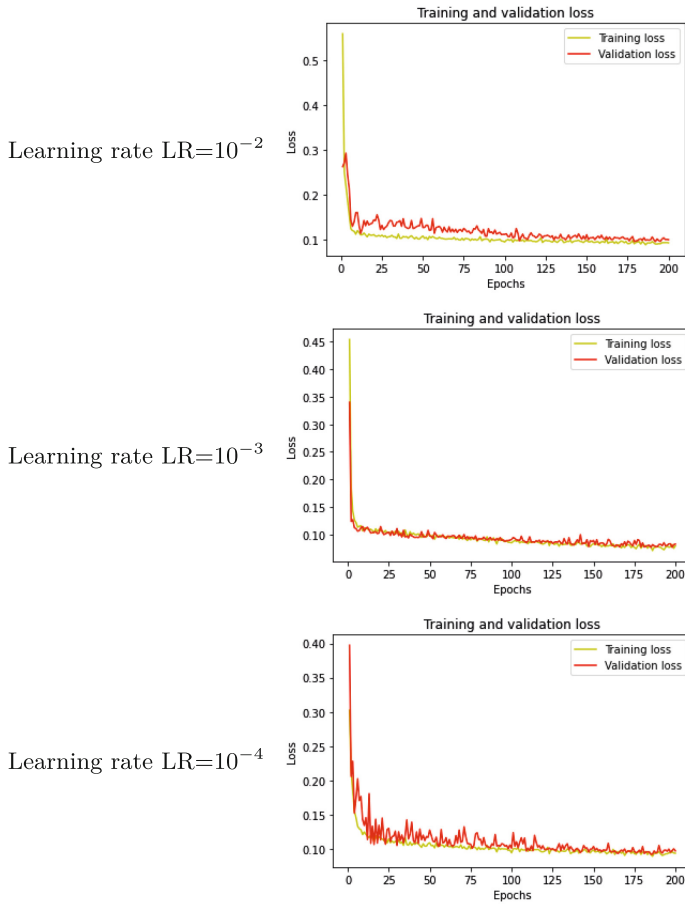 Training and validation loss
Training loss
Validation loss
0.5
0.4
Learning rate LR=10⁻²
Loss
0.3
0.2
0.1
0 25 50 75 100 125 150 175 200
Epochs
Training and validation loss
0.45
Training loss
Validation loss
0.40
0.35
0.30
Learning rate LR=10⁻³
Loss
0.25
0.20
0.15
0.10
0 25 50 75 100 125 150 175 200
Epochs
Training and validation loss
0.40
Training loss
Validation loss
0.35
0.30
0.25
Learning rate LR=10⁻⁴
Loss
0.20
0.15
0.10
0 25 50 75 100 125 150 175 200
Epochs